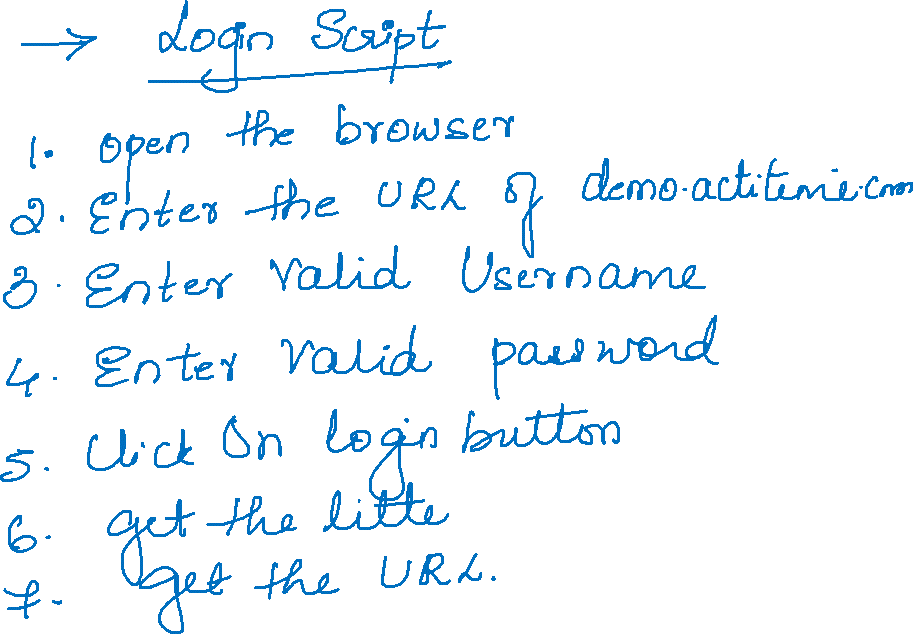 → Login Script
1. open the browser
2. Enter the URL of demo.actitime.com
3. Enter Valid Username
4. Enter Valid password
5. Click On login button
6. get the title
7. get the URL.